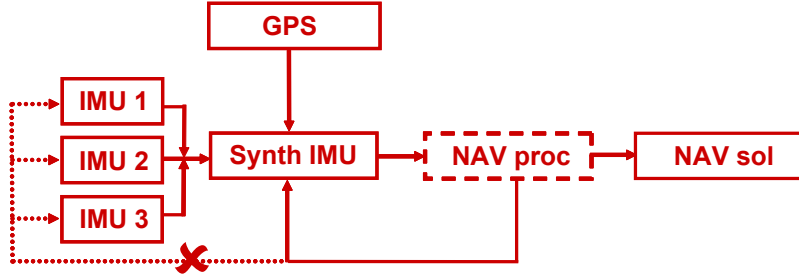 GPS
IMU 1
IMU 2
Synth IMU
NAV proc
NAV sol
IMU 3